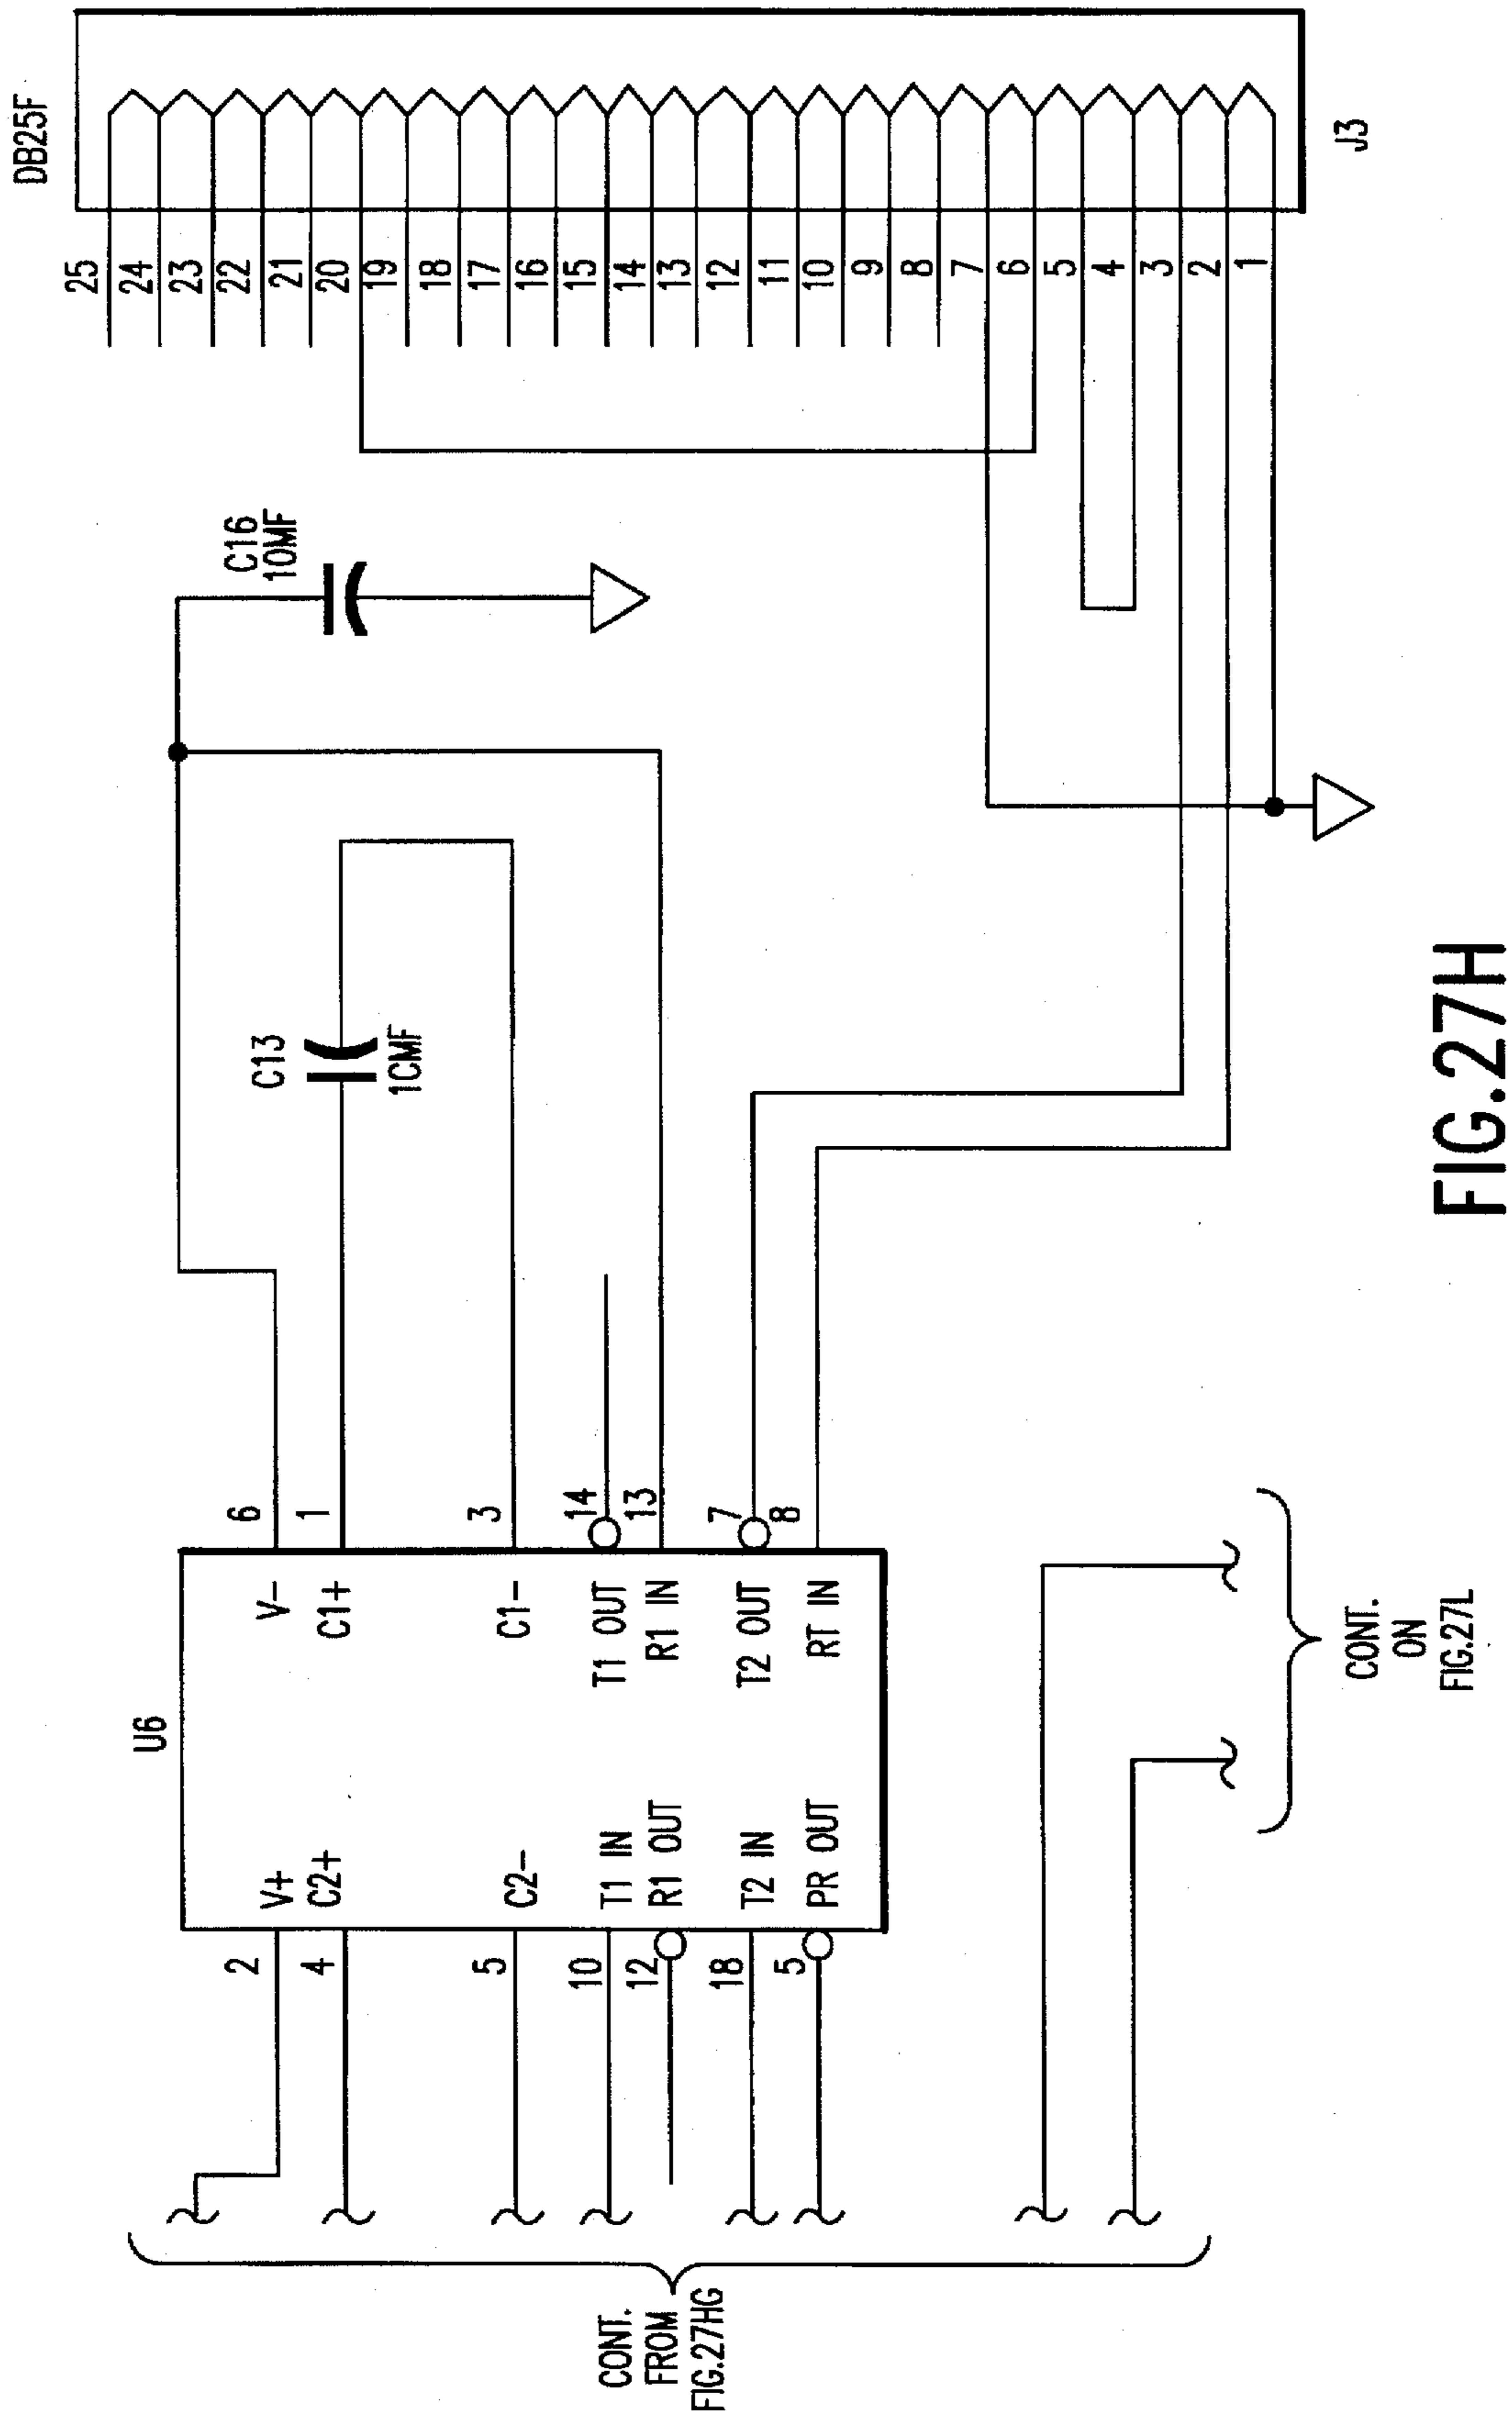 DB25F
25
24
23
22
21
20
19
18
17
16
15
14
13
12
11
10
9
8
7
6
5
4
3
2
1
J3
C16
10MF
C13
1CMF
U6
6
1
3
14
13
7
8
V-
C1+
C1-
T1 OUT
R1 IN
T2 OUT
RT IN
V+
C2+
C2-
T1 IN
R1 OUT
T2 IN
PR OUT
2
4
5
10
12
18
5
CONT.
FROM
FIG.27HG
CONT.
ON
FIG.27L
FIG.27H